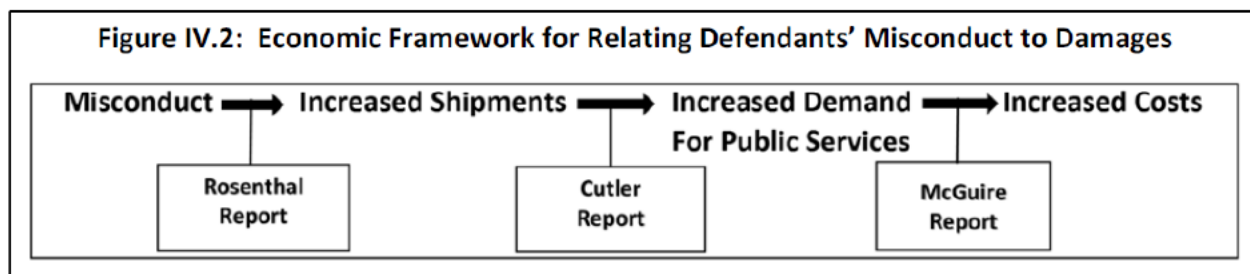 Figure IV.2: Economic Framework for Relating Defendants' Misconduct to Damages
Misconduct Increased Shipments Increased Demand Increased Costs
For Public Services
Rosenthal Cutler McGuire
Report Report Report